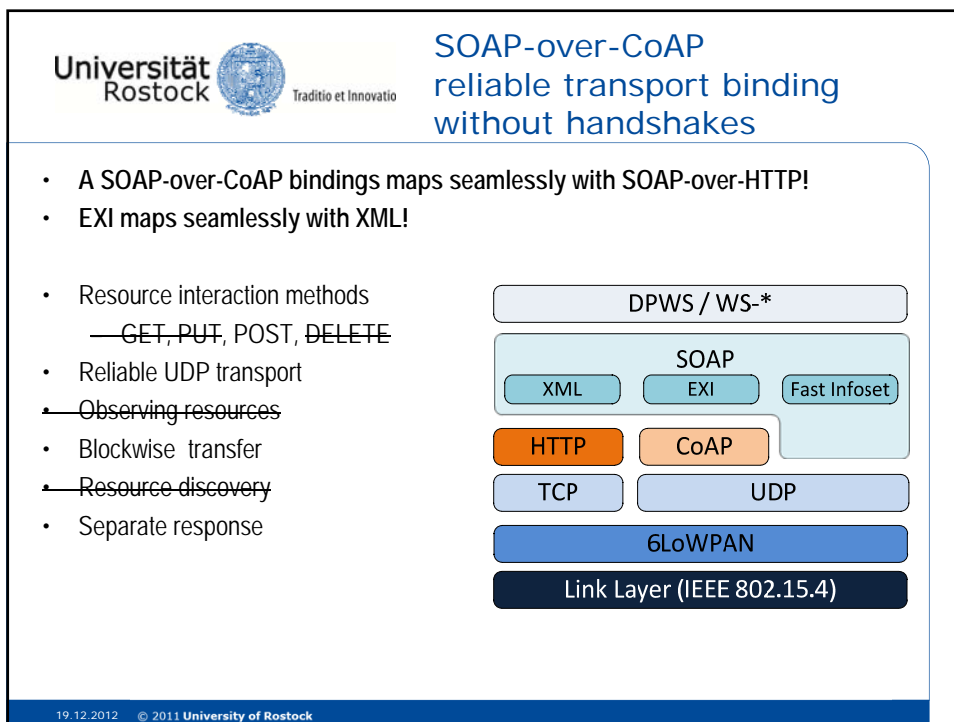 Universität
Rostock
Traditio et Innovatio
SOAP-over-CoAP
reliable transport binding
without handshakes
• A SOAP-over-CoAP bindings maps seamlessly with SOAP-over-HTTP!
• EXI maps seamlessly with XML!
• Resource interaction methods
– GET, PUT, POST, DELETE
• Reliable UDP transport
• Observing resources
• Blockwise transfer
• Resource discovery
• Separate response
DPWS / WS-*
SOAP
XML EXI Fast Infoset
HTTP CoAP
TCP UDP
6LoWPAN
Link Layer (IEEE 802.15.4)
19.12.2012 © 2011 University of Rostock